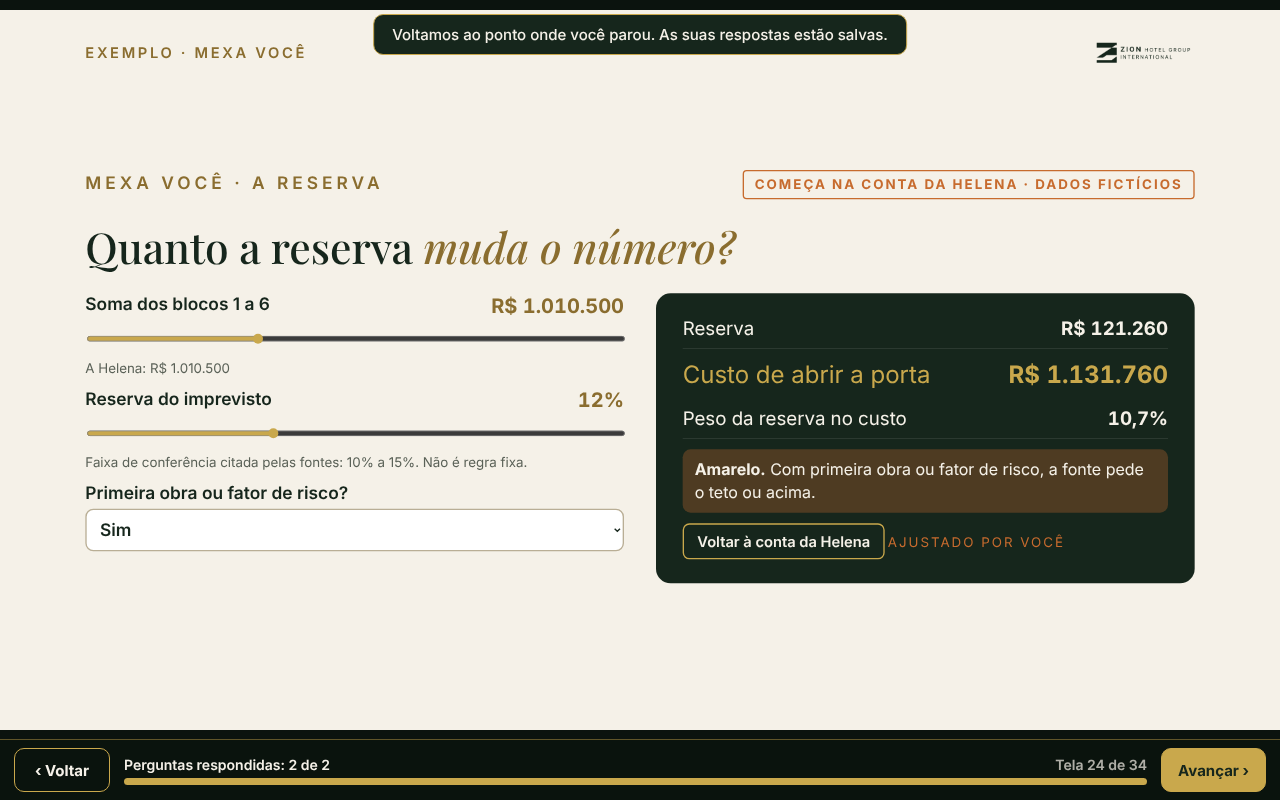 Voltamos ao ponto onde você parou. As suas respostas estão salvas.
EXEMPLO · MEXA VOCÊ
ZION HOTEL GROUP
INTERNATIONAL
MEXA VOCÊ · A RESERVA
COMEÇA NA CONTA DA HELENA · DADOS FICTÍCIOS
Quanto a reserva muda o número?
Soma dos blocos 1 a 6
R$ 1.010.500
A Helena: R$ 1.010.500
Reserva do imprevisto
12%
Faixa de conferência citada pelas fontes: 10% a 15%. Não é regra fixa.
Primeira obra ou fator de risco?
Sim
Reserva
R$ 121.260
Custo de abrir a porta
R$ 1.131.760
Peso da reserva no custo
10,7%
Amarelo. Com primeira obra ou fator de risco, a fonte pede
o teto ou acima.
Voltar à conta da Helena
AJUSTADO POR VOCÊ
‹ Voltar
Perguntas respondidas: 2 de 2
Tela 24 de 34
Avançar ›